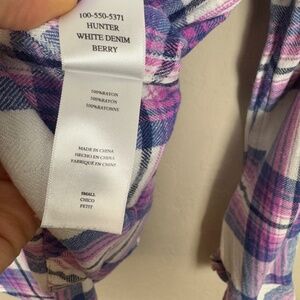 100-550-5371
HUNTER
WHITE DENIM
BERRY
100%RAYON
100%RAYON
100%RAYONNE
MADE IN CHINA
HECHO EN CHINA
FABRIQUÉ EN CHINE
SMALL
CHICO
PETIT